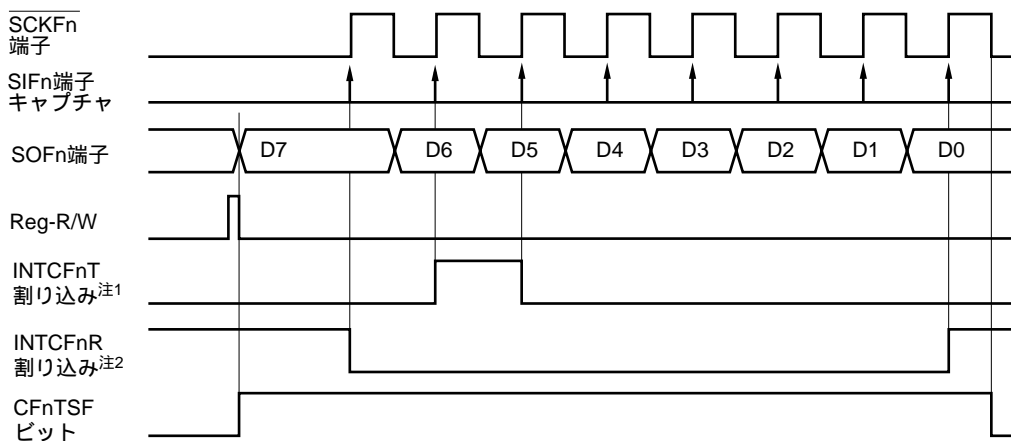 SCKFn
端子
SIFn端子
キャプチャ
SOFn端子 D7 D6 D5 D4 D3 D2 D1 D0
Reg-R/W
INTCFnT
割り込み注1
INTCFnR
割り込み注2
CFnTSF
ビット